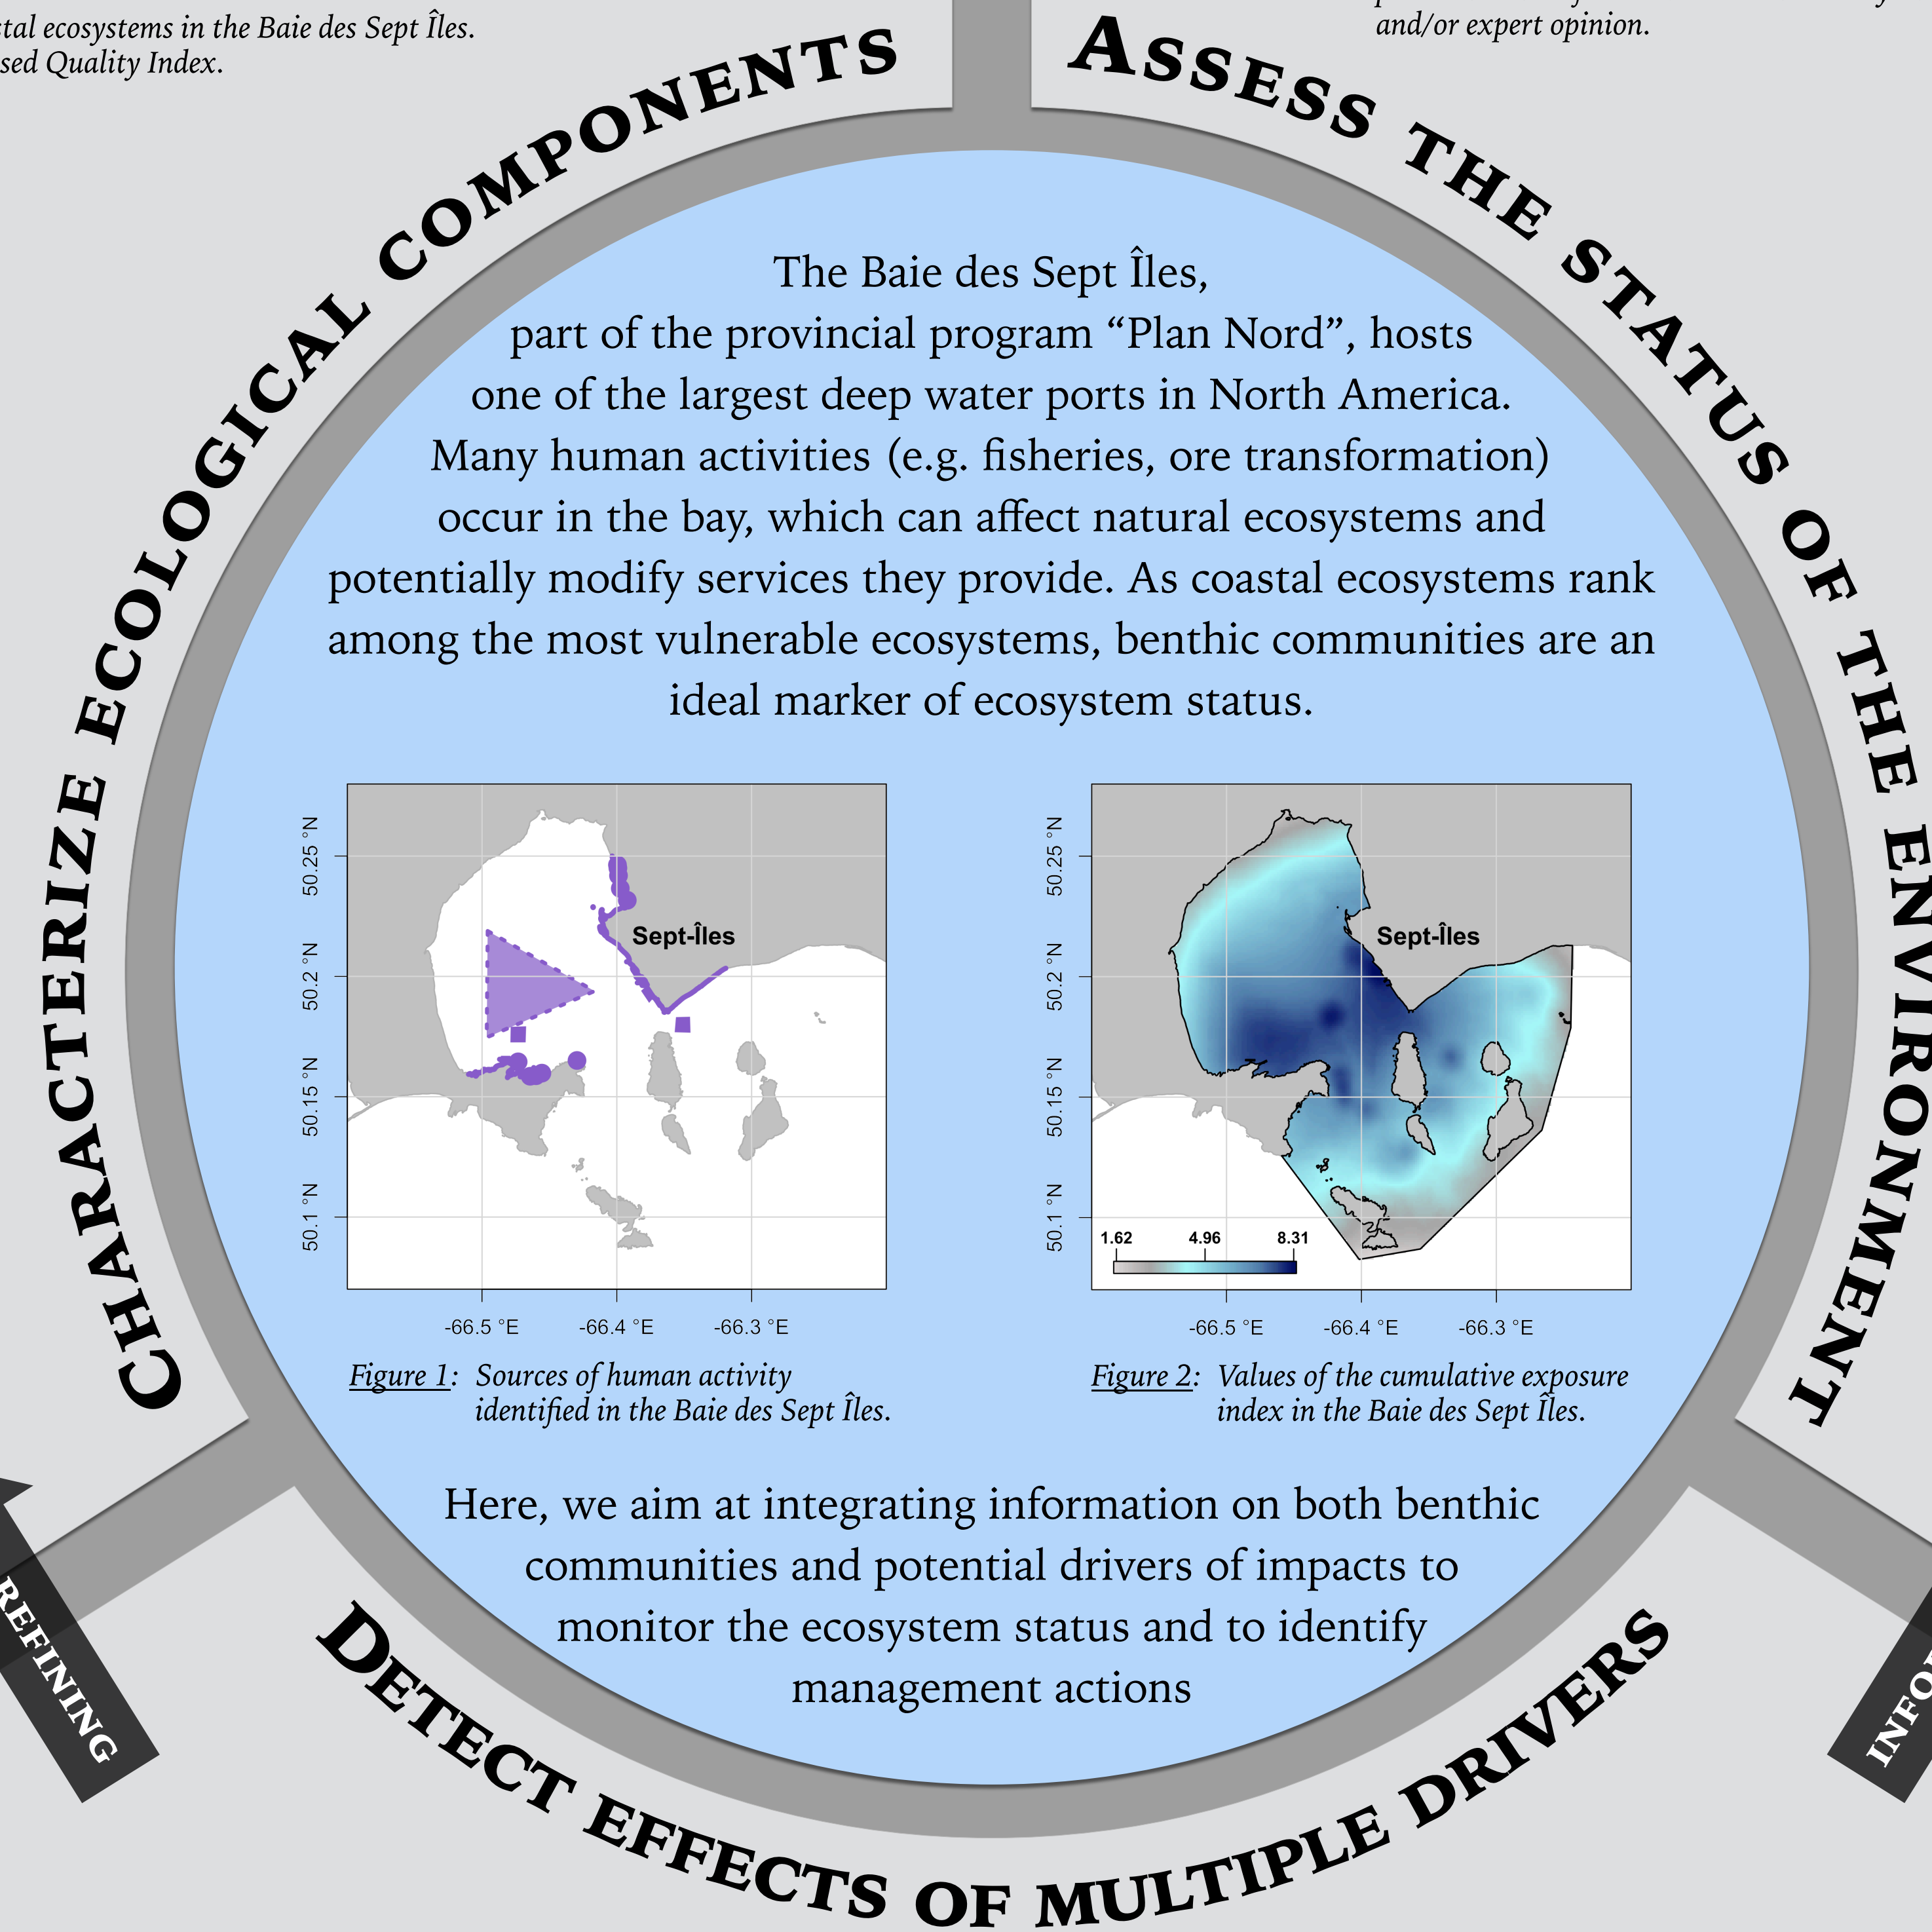 ecosystems in the Baie des Sept Îles.
Quality Index.
and/or expert opinion.
CHARACTERIZE ECOLOGICAL COMPONENTS
ASSESS THE STATUS OF THE ENVIRONMENT
The Baie des Sept Îles,
part of the provincial program “Plan Nord”, hosts
one of the largest deep water ports in North America.
Many human activities (e.g. fisheries, ore transformation)
occur in the bay, which can affect natural ecosystems and
potentially modify services they provide. As coastal ecosystems rank
among the most vulnerable ecosystems, benthic communities are an
ideal marker of ecosystem status.
50.25 °N
50.2 °N
50.15 °N
50.1 °N
Sept-Îles
-66.5 °E
-66.4 °E
-66.3 °E
Figure 1: Sources of human activity
identified in the Baie des Sept Îles.
50.25 °N
50.2 °N
50.15 °N
50.1 °N
Sept-Îles
1.62
4.96
8.31
-66.5 °E
-66.4 °E
-66.3 °E
Figure 2: Values of the cumulative exposure
index in the Baie des Sept Îles.
Here, we aim at integrating information on both benthic
communities and potential drivers of impacts to
monitor the ecosystem status and to identify
management actions
REFINING
DETECT EFFECTS OF MULTIPLE DRIVERS